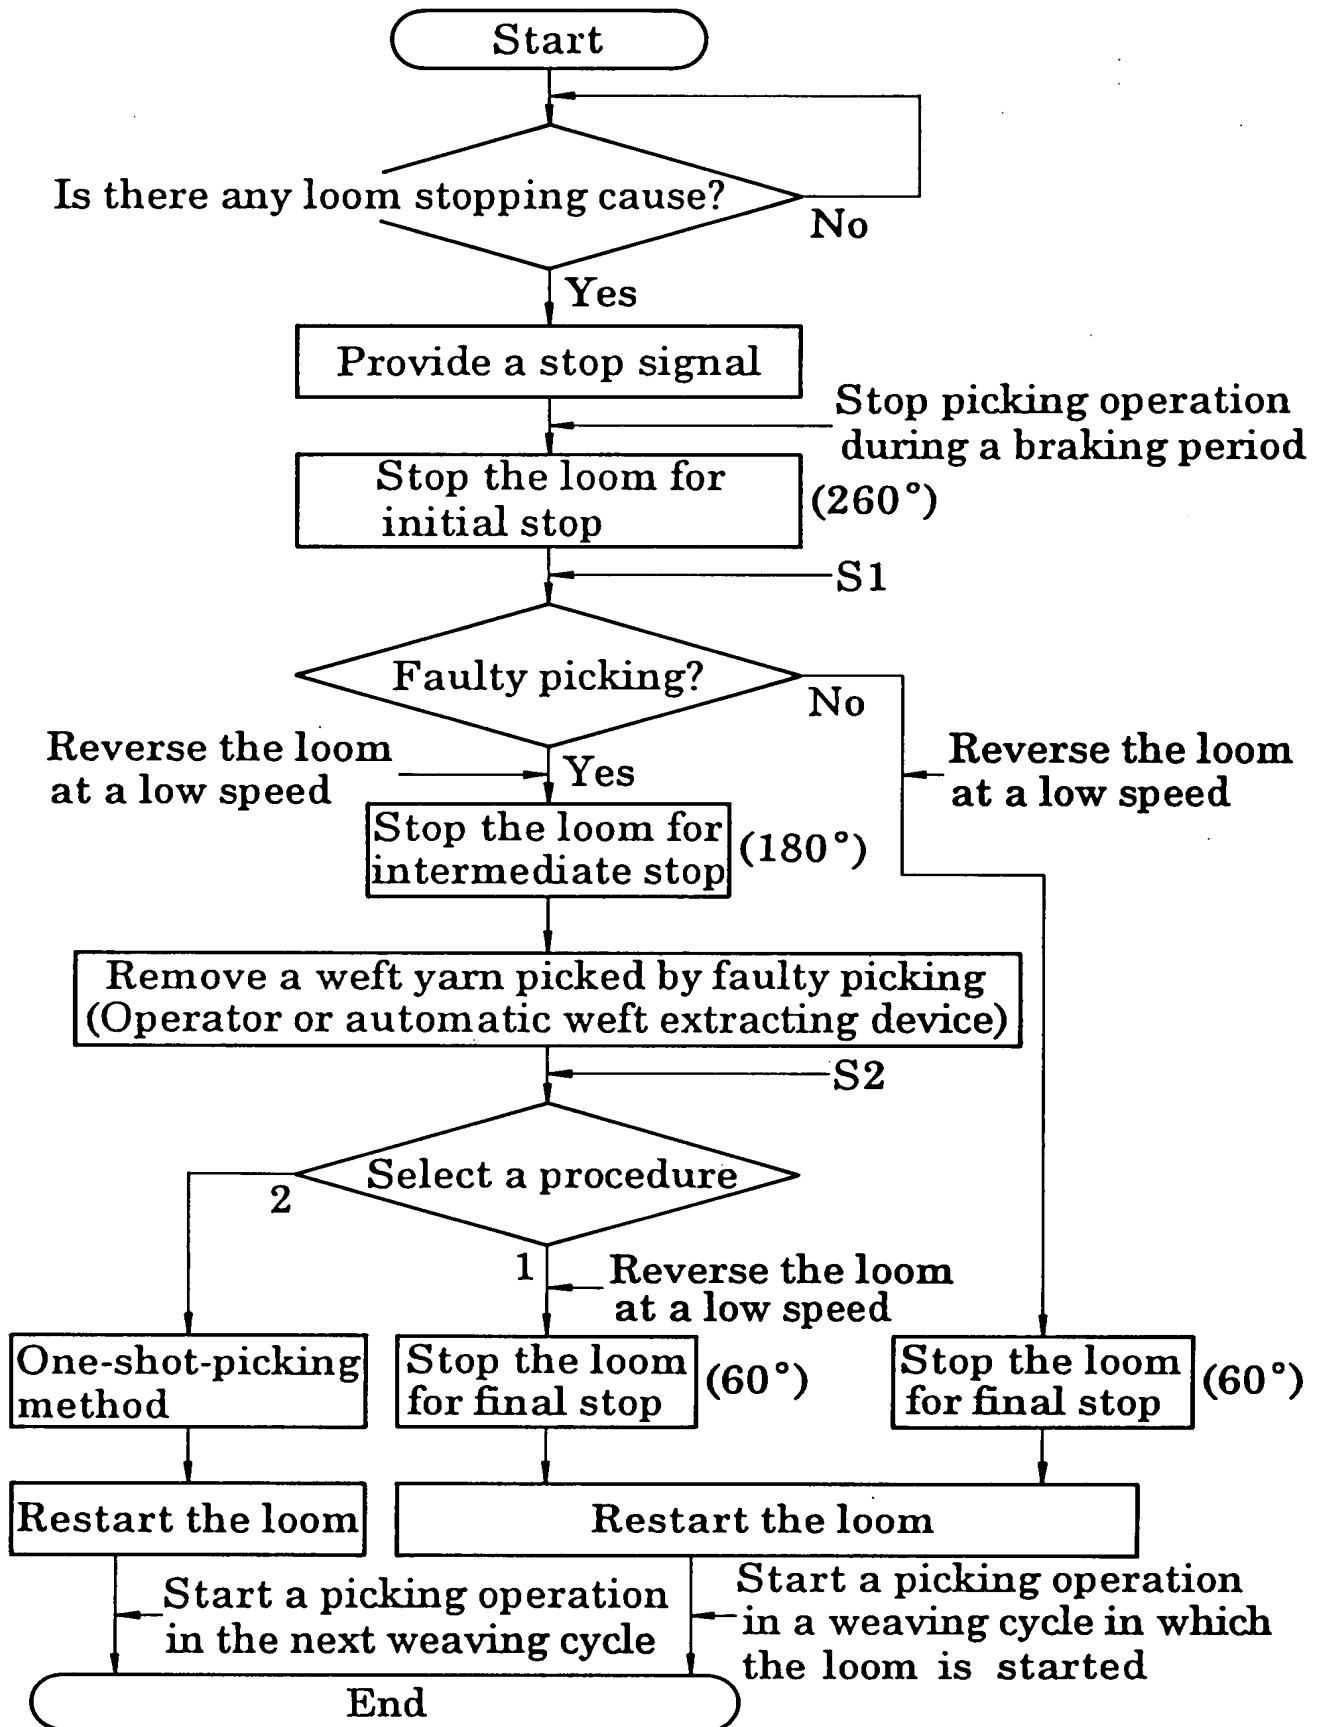 Start
Is there any loom stopping cause?
No
Yes
Provide a stop signal
Stop picking operation
during a braking period
Stop the loom for
initial stop
(260°)
S1
Faulty picking?
No
Reverse the loom
at a low speed
Yes
Reverse the loom
at a low speed
Stop the loom for
intermediate stop
(180°)
Remove a weft yarn picked by faulty picking
(Operator or automatic weft extracting device)
S2
Select a procedure
2
1
Reverse the loom
at a low speed
One-shot-picking
method
Stop the loom
for final stop
(60°)
Stop the loom
for final stop
(60°)
Restart the loom
Restart the loom
Start a picking operation
in the next weaving cycle
Start a picking operation
in a weaving cycle in which
the loom is started
End